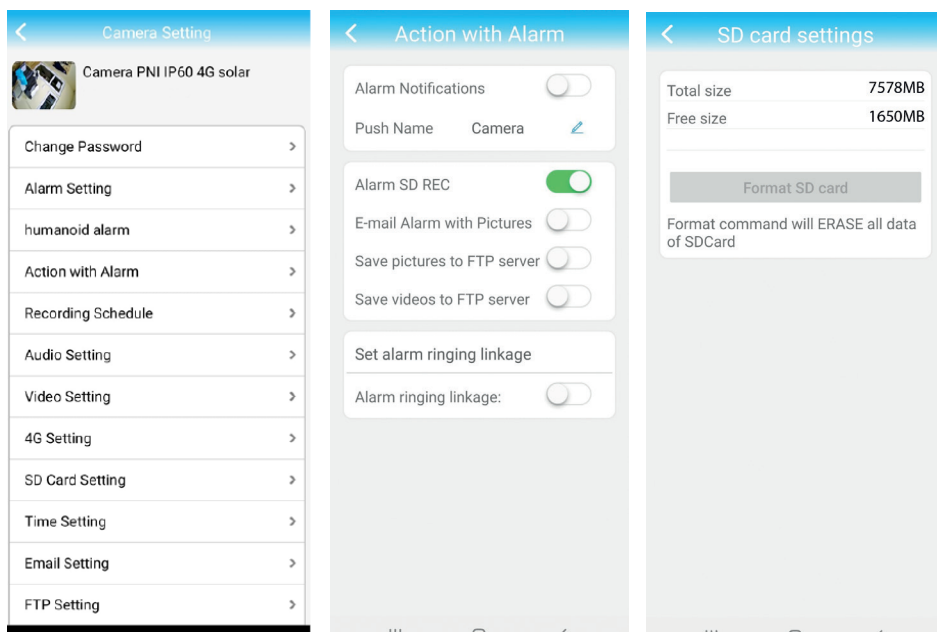 Camera Setting
Camera PNI IP60 4G solar
Change Password
Alarm Setting
humanoid alarm
Action with Alarm
Recording Schedule
Audio Setting
Video Setting
4G Setting
SD Card Setting
Time Setting
Email Setting
FTP Setting
Action with Alarm
Alarm Notifications
Push Name Camera
Alarm SD REC
E-mail Alarm with Pictures
Save pictures to FTP server
Save videos to FTP server
Set alarm ringing linkage
Alarm ringing linkage:
SD card settings
Total size 7578MB
Free size 1650MB
Format SD card
Format command will ERASE all data
of SDCard